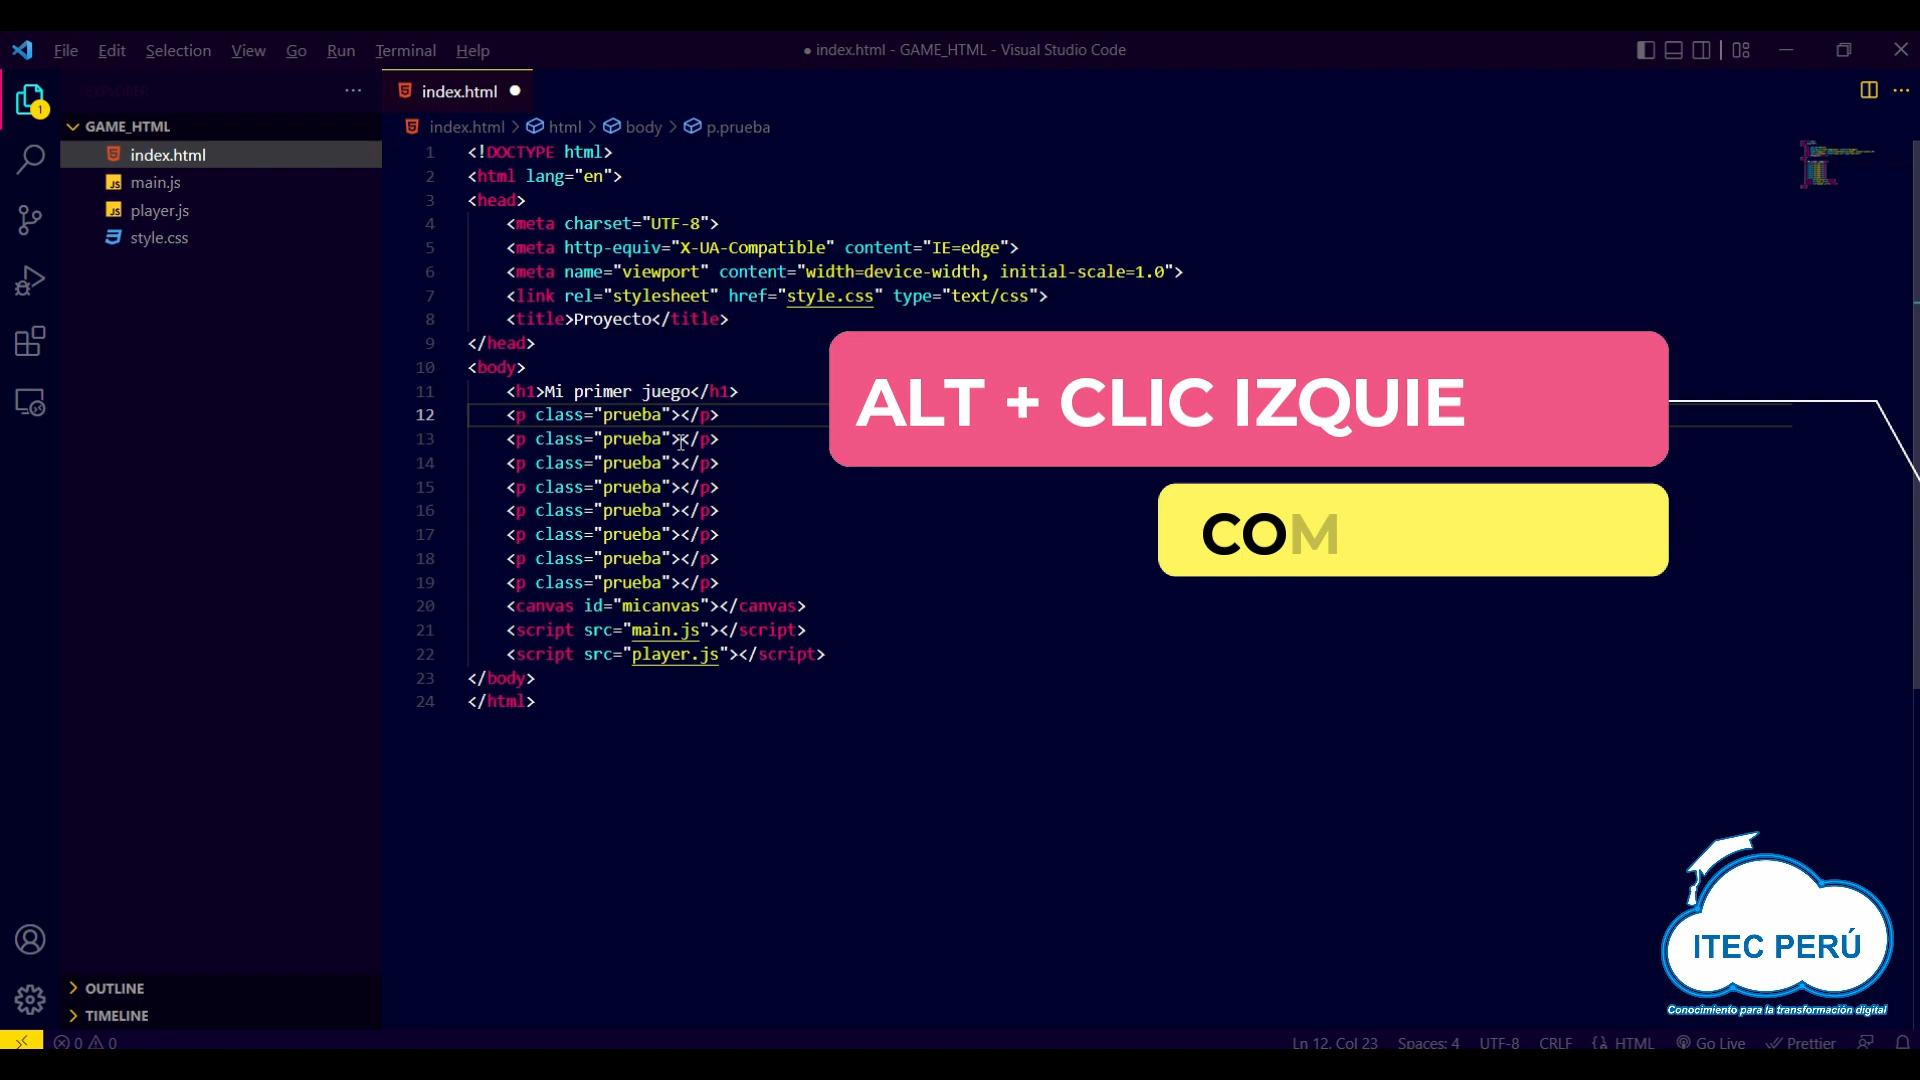 File Edit Selection View Go Run Terminal Help
● index.html - GAME_HTML - Visual Studio Code
EXPLORER
1
GAME_HTML
index.html
main.js
player.js
style.css
OUTLINE
TIMELINE
index.html
index.html > html > body > p.prueba
1 <!DOCTYPE html>
2 <html lang="en">
3 <head>
4 <meta charset="UTF-8">
5 <meta http-equiv="X-UA-Compatible" content="IE=edge">
6 <meta name="viewport" content="width=device-width, initial-scale=1.0">
7 <link rel="stylesheet" href="style.css" type="text/css">
8 <title>Proyecto</title>
9 </head>
10 <body>
11 <h1>Mi primer juego</h1>
12 <p class="prueba"></p>
13 <p class="prueba"></p>
14 <p class="prueba"></p>
15 <p class="prueba"></p>
16 <p class="prueba"></p>
17 <p class="prueba"></p>
18 <p class="prueba"></p>
19 <p class="prueba"></p>
20 <canvas id="micanvas"></canvas>
21 <script src="main.js"></script>
22 <script src="player.js"></script>
23 </body>
24 </html>
ALT + CLIC IZQUIE
COM
ITEC PERÚ
Conocimiento para la transformación digital
0 0
Ln 12, Col 23 Spaces: 4 UTF-8 CRLF HTML Go Live Prettier